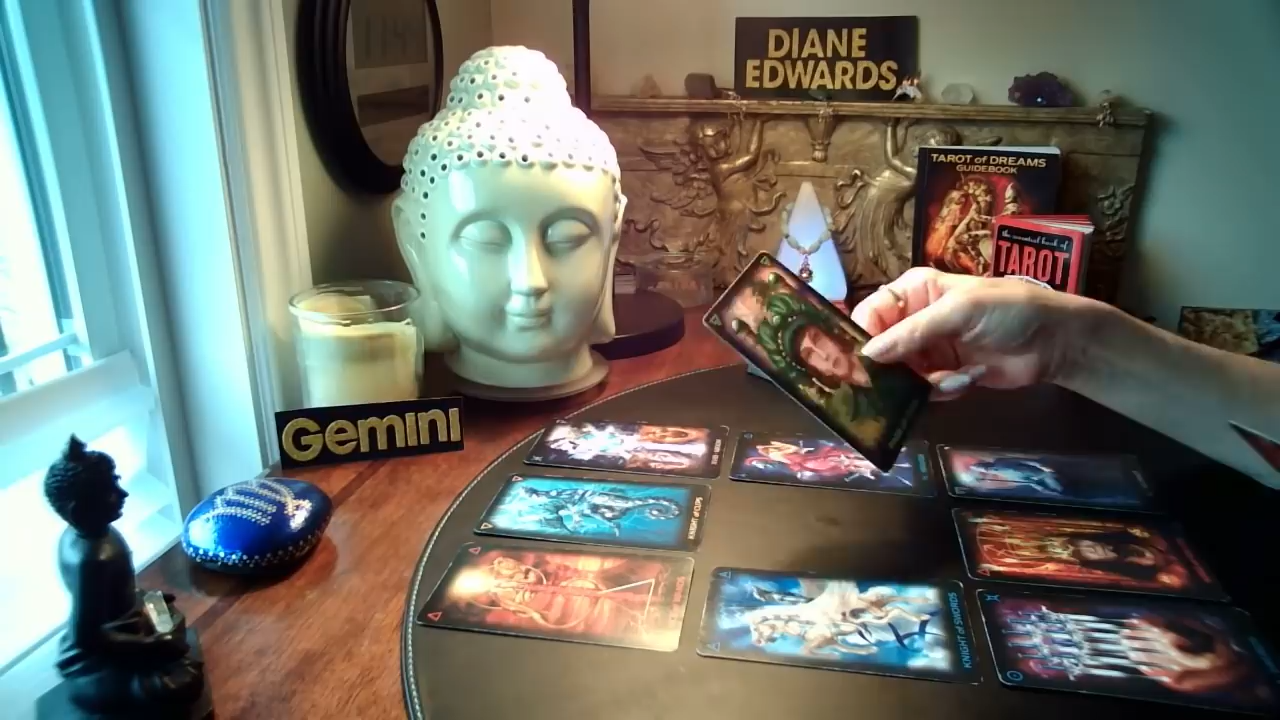 DIANE
EDWARDS
TAROT of DREAMS
GUIDEBOOK
the essential book of
TAROT
Gemini
KNIGHT of CUPS
KNIGHT of SWORDS